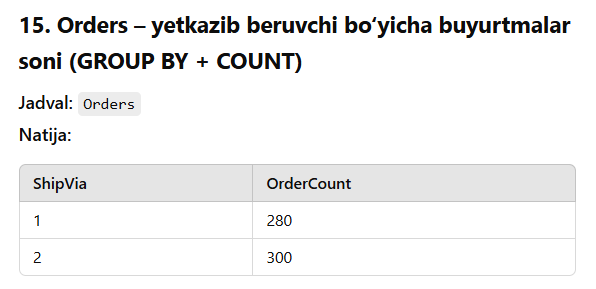 15. Orders – yetkazib beruvchi bo‘yicha buyurtmalar
soni (GROUP BY + COUNT)
Jadval: Orders
Natija:
ShipVia OrderCount
1 280
2 300